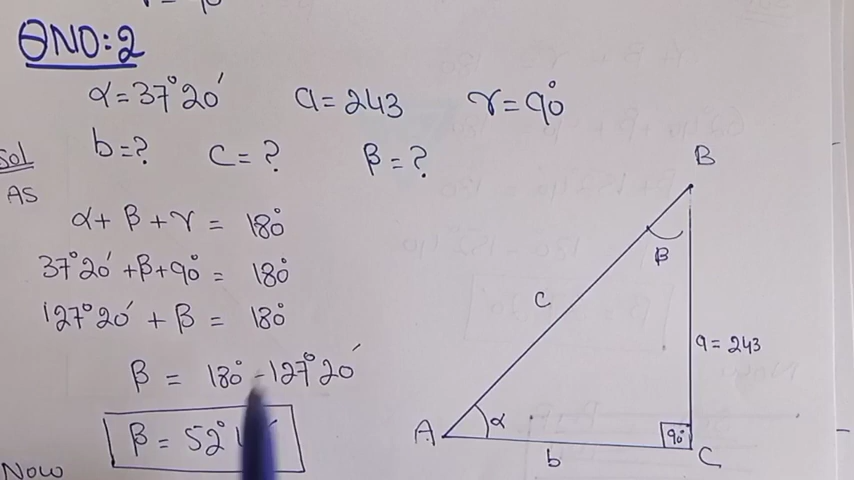 QNO:2
α=37°20′ a=243 γ=90°
b=? c=? β=?
Sol
AS
α+β+γ = 180°
37°20′+β+90° = 180°
127°20′+β = 180°
β = 180°-127°20′
β = 52°
Now
B
β
c
a=243
A
α
90°
C
b